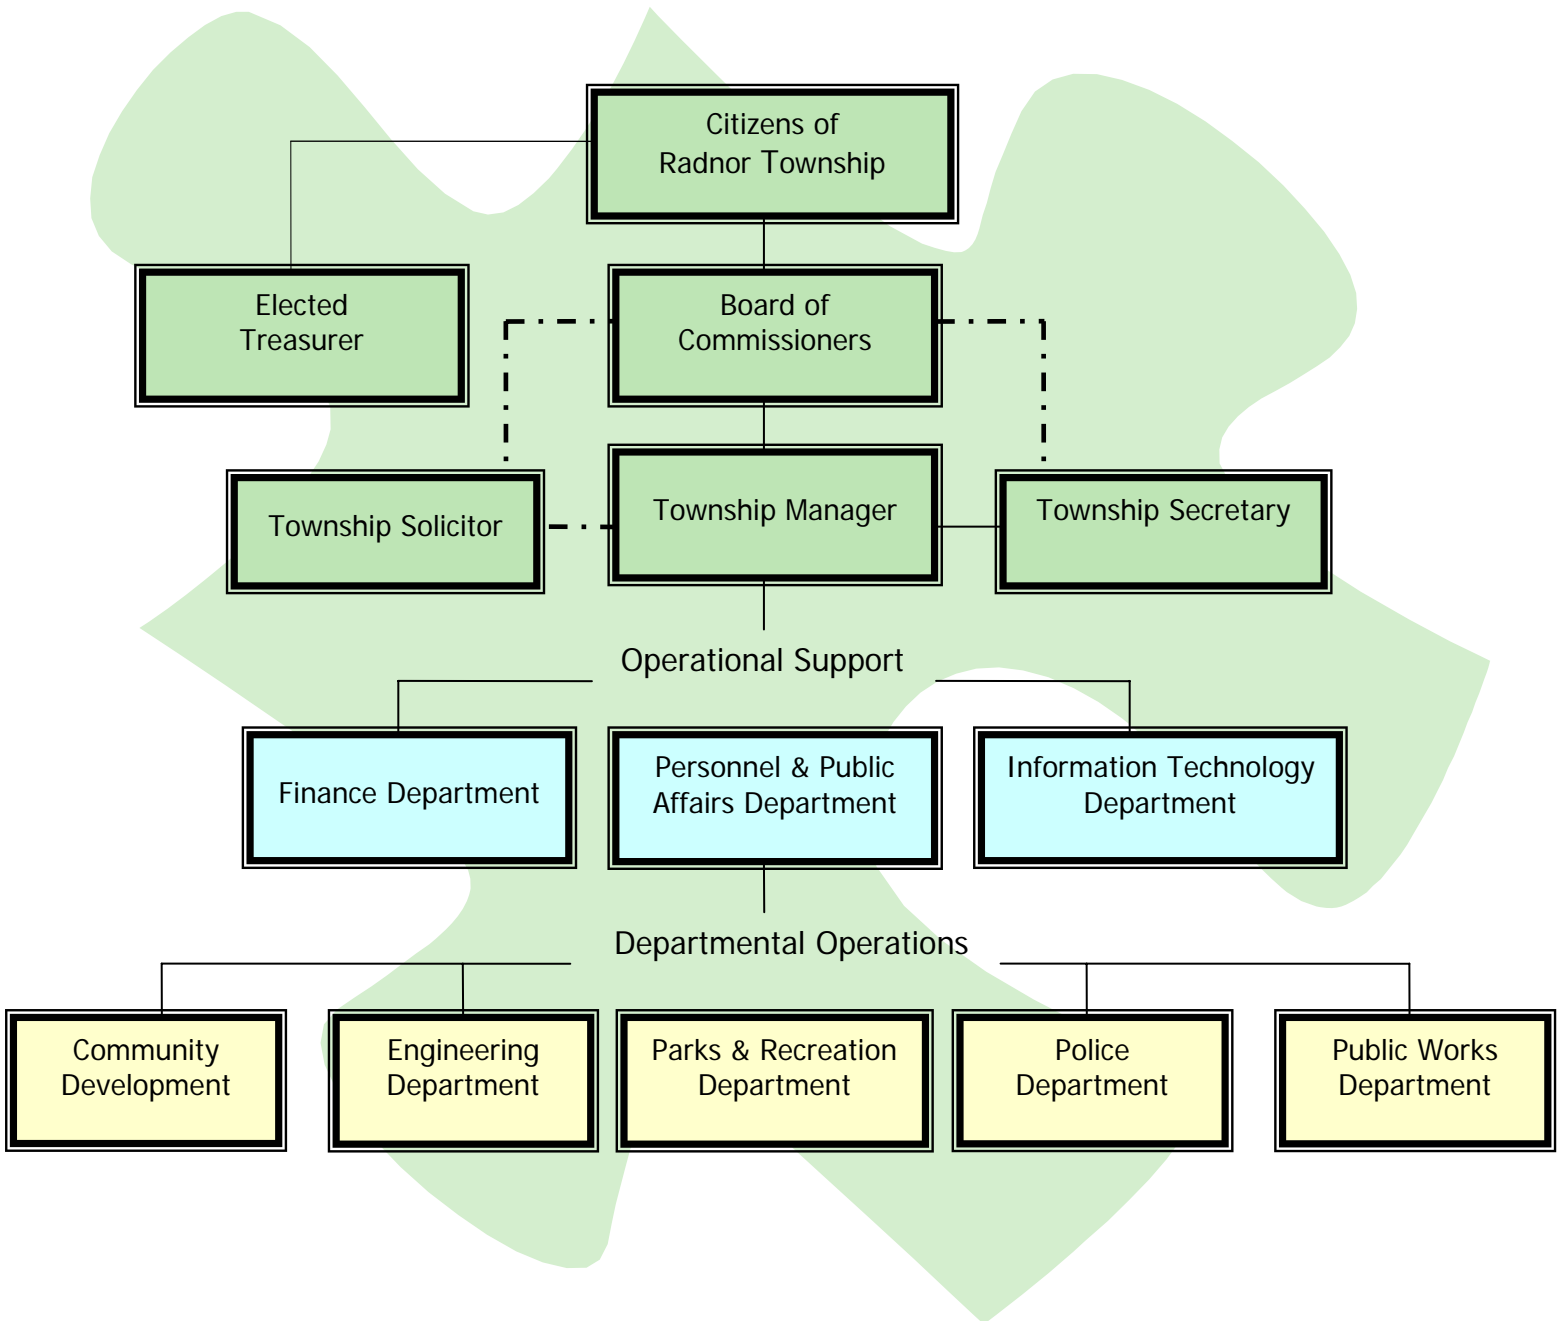 Citizens of
Radnor Township
Elected
Treasurer
Board of
Commissioners
Township Solicitor
Township Manager
Township Secretary
Operational Support
Finance Department
Personnel & Public
Affairs Department
Information Technology
Department
Departmental Operations
Community
Development
Engineering
Department
Parks & Recreation
Department
Police
Department
Public Works
Department